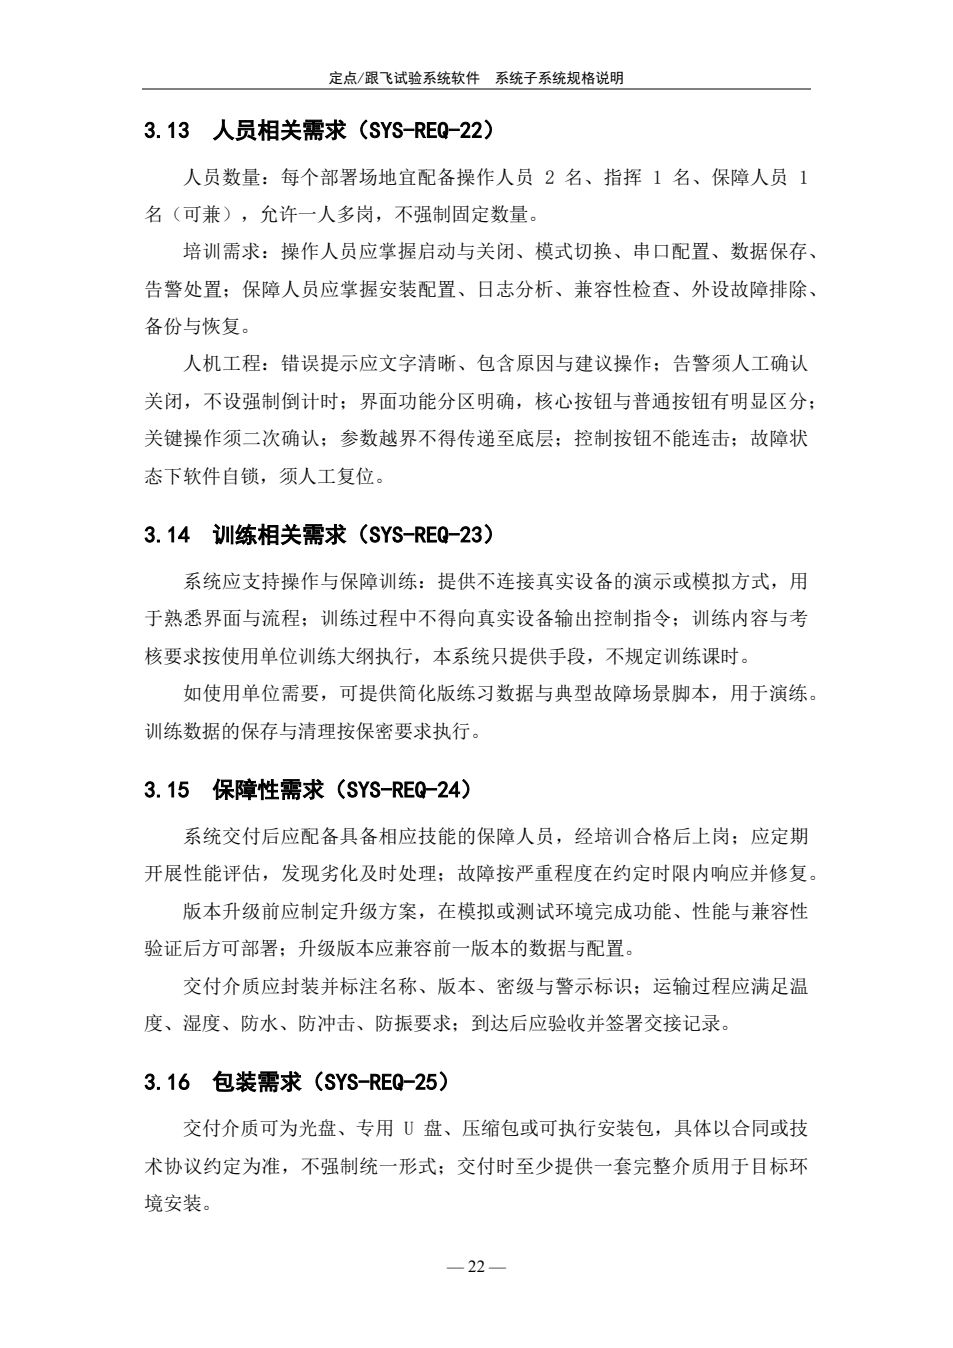 定点/跟飞试验系统软件　系统子系统规格说明
3.13　人员相关需求（SYS-REQ-22）
人员数量：每个部署场地宜配备操作人员 2 名、指挥 1 名、保障人员 1
名（可兼），允许一人多岗，不强制固定数量。
培训需求：操作人员应掌握启动与关闭、模式切换、串口配置、数据保存、
告警处置；保障人员应掌握安装配置、日志分析、兼容性检查、外设故障排除、
备份与恢复。
人机工程：错误提示应文字清晰、包含原因与建议操作；告警须人工确认
关闭，不设强制倒计时；界面功能分区明确，核心按钮与普通按钮有明显区分；
关键操作须二次确认；参数越界不得传递至底层；控制按钮不能连击；故障状
态下软件自锁，须人工复位。
3.14　训练相关需求（SYS-REQ-23）
系统应支持操作与保障训练：提供不连接真实设备的演示或模拟方式，用
于熟悉界面与流程；训练过程中不得向真实设备输出控制指令；训练内容与考
核要求按使用单位训练大纲执行，本系统只提供手段，不规定训练课时。
如使用单位需要，可提供简化版练习数据与典型故障场景脚本，用于演练。
训练数据的保存与清理按保密要求执行。
3.15　保障性需求（SYS-REQ-24）
系统交付后应配备具备相应技能的保障人员，经培训合格后上岗；应定期
开展性能评估，发现劣化及时处理；故障按严重程度在约定时限内响应并修复。
版本升级前应制定升级方案，在模拟或测试环境完成功能、性能与兼容性
验证后方可部署；升级版本应兼容前一版本的数据与配置。
交付介质应封装并标注名称、版本、密级与警示标识；运输过程应满足温
度、湿度、防水、防冲击、防振要求；到达后应验收并签署交接记录。
3.16　包装需求（SYS-REQ-25）
交付介质可为光盘、专用 U 盘、压缩包或可执行安装包，具体以合同或技
术协议约定为准，不强制统一形式；交付时至少提供一套完整介质用于目标环
境安装。
— 22 —